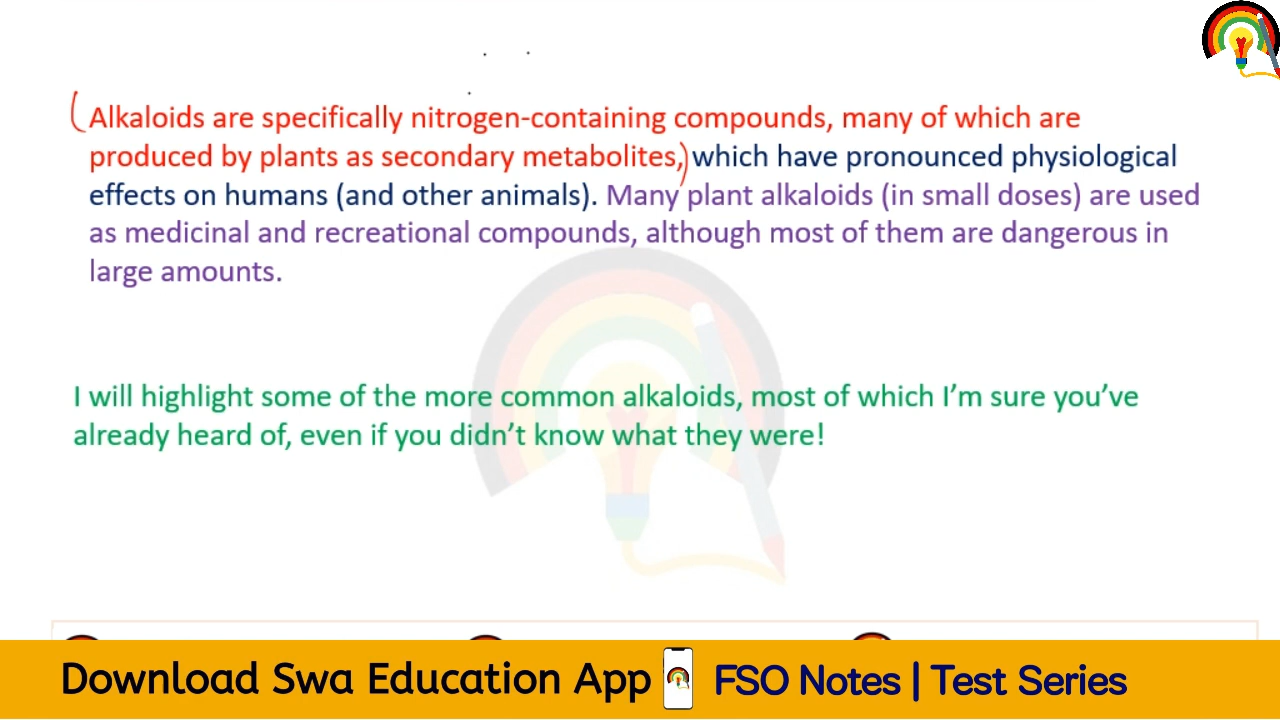 Alkaloids are specifically nitrogen-containing compounds, many of which are
produced by plants as secondary metabolites, which have pronounced physiological
effects on humans (and other animals). Many plant alkaloids (in small doses) are used
as medicinal and recreational compounds, although most of them are dangerous in
large amounts.
I will highlight some of the more common alkaloids, most of which I’m sure you’ve
already heard of, even if you didn’t know what they were!
Download Swa Education App FSO Notes | Test Series